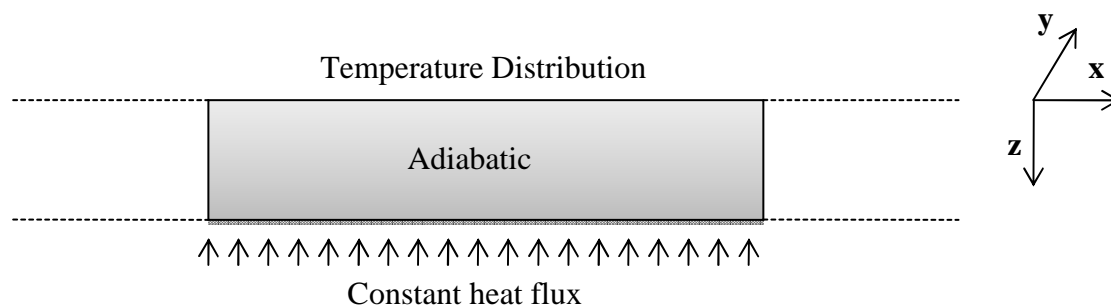 y
Temperature Distribution
x
Adiabatic
z
Constant heat flux